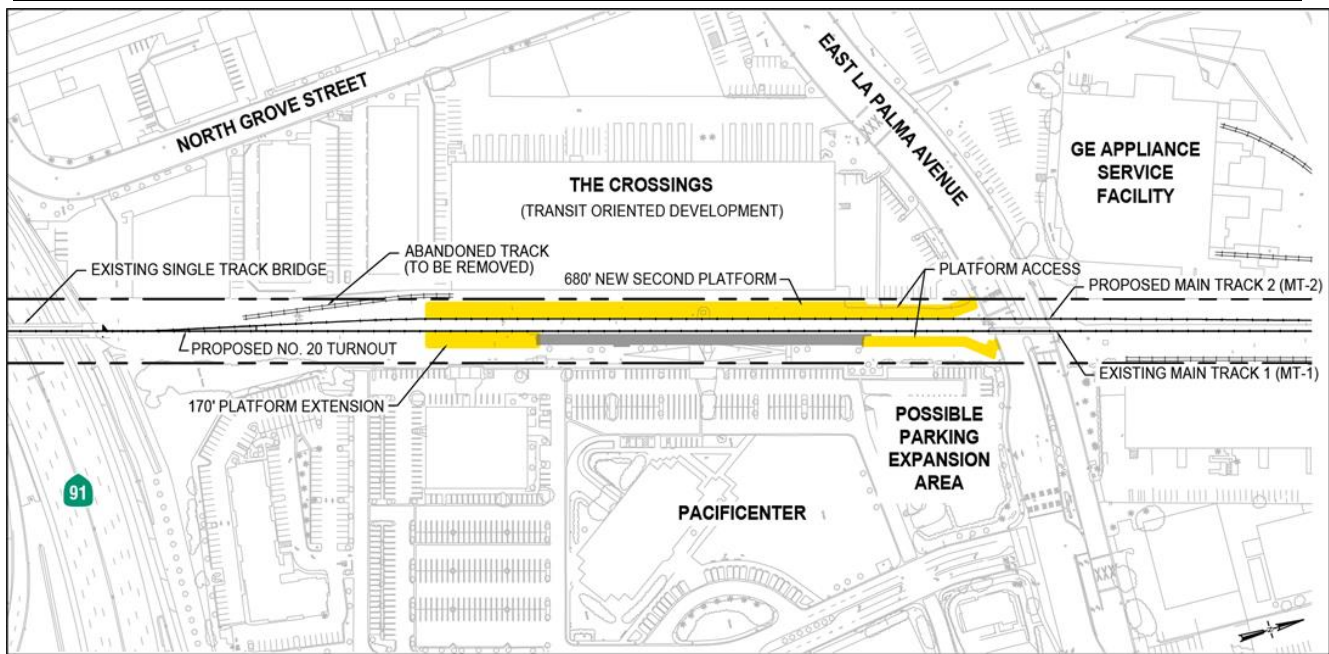 NORTH GROVE STREET
EAST LA PALMA AVENUE
GE APPLIANCE
SERVICE
FACILITY
THE CROSSINGS
(TRANSIT ORIENTED DEVELOPMENT)
ABANDONED TRACK
(TO BE REMOVED)
EXISTING SINGLE TRACK BRIDGE
680' NEW SECOND PLATFORM
PLATFORM ACCESS
PROPOSED MAIN TRACK 2 (MT-2)
PROPOSED NO. 20 TURNOUT
EXISTING MAIN TRACK 1 (MT-1)
170' PLATFORM EXTENSION
POSSIBLE
PARKING
EXPANSION
AREA
91
PACIFICENTER